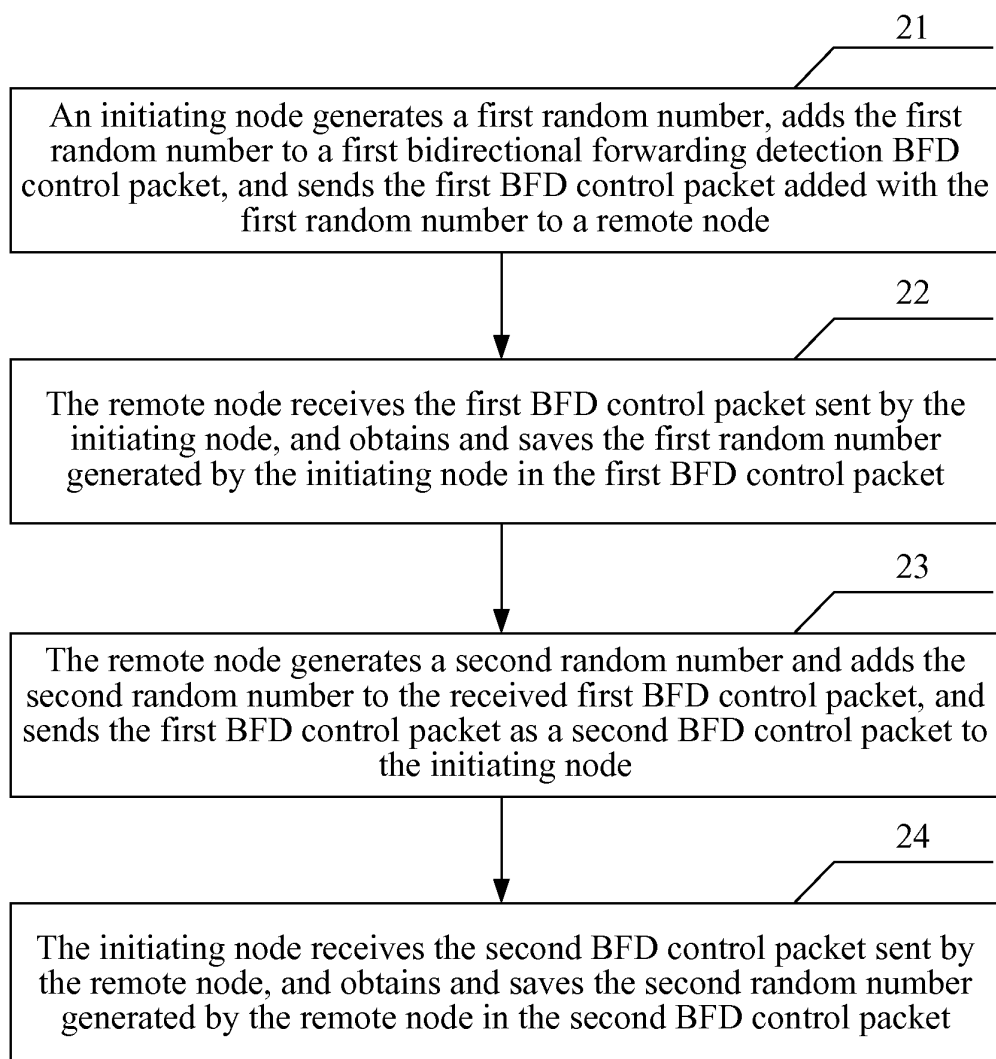 21
An initiating node generates a first random number, adds the first
random number to a first bidirectional forwarding detection BFD
control packet, and sends the first BFD control packet added with the
first random number to a remote node
22
The remote node receives the first BFD control packet sent by the
initiating node, and obtains and saves the first random number
generated by the initiating node in the first BFD control packet
23
The remote node generates a second random number and adds the
second random number to the received first BFD control packet, and
sends the first BFD control packet as a second BFD control packet to
the initiating node
24
The initiating node receives the second BFD control packet sent by
the remote node, and obtains and saves the second random number
generated by the remote node in the second BFD control packet